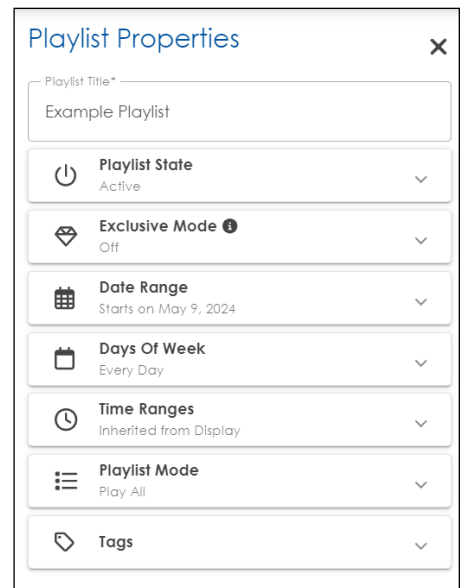 Playlist Properties
Playlist Title*
Example Playlist
Playlist State
Active
Exclusive Mode
Off
Date Range
Starts on May 9, 2024
Days Of Week
Every Day
Time Ranges
Inherited from Display
Playlist Mode
Play All
Tags